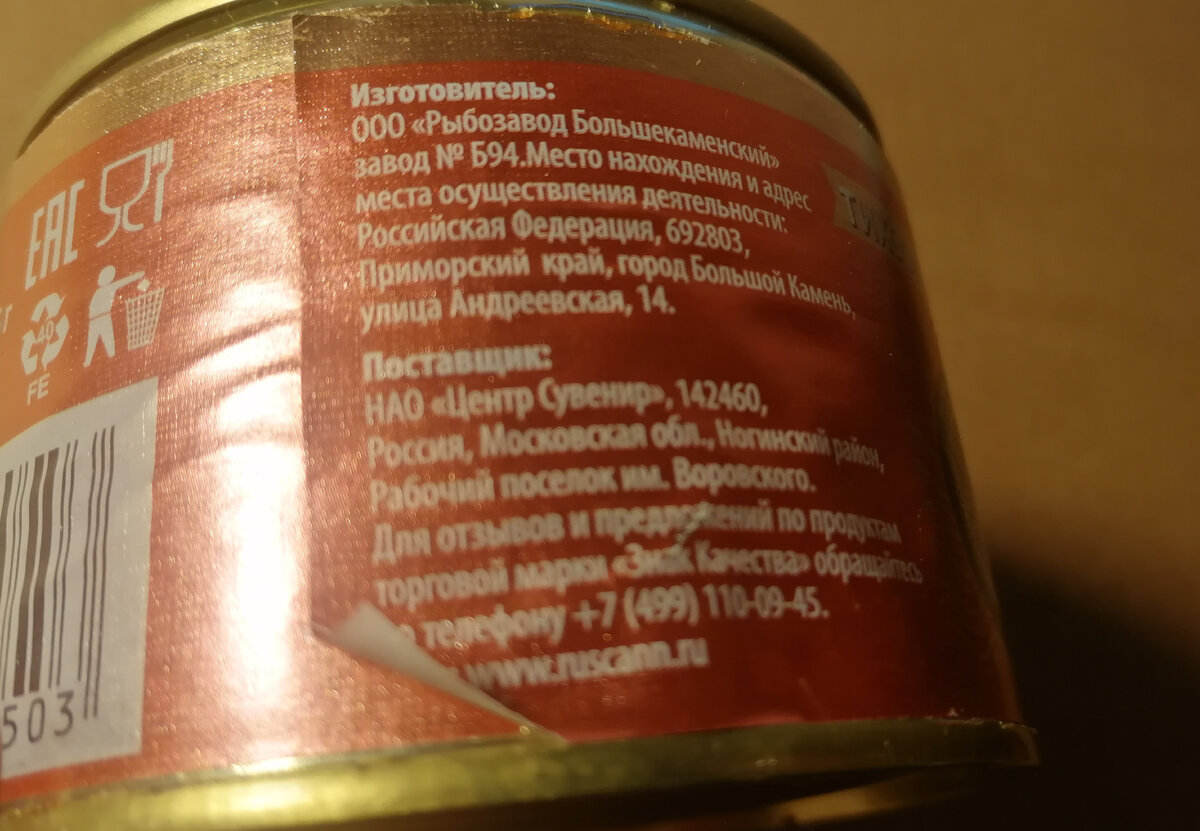 Изготовитель:
ООО «Рыбозавод Большекаменский»
завод № Б94.Место нахождения и адрес
места осуществления деятельности:
Российская Федерация, 692803,
Приморский край, город Большой Камень,
улица Андреевская, 14.
Поставщик:
НАО «Центр Сувенир», 142460,
Россия, Московская обл., Ногинский район,
Рабочий поселок им. Воровского.
Для отзывов и предложений по продуктам
торговой марки «Знак Качества» обращайтесь
телефону +7 (499) 110-09-45.
www.ruscann.ru
EAC
40
FE
503